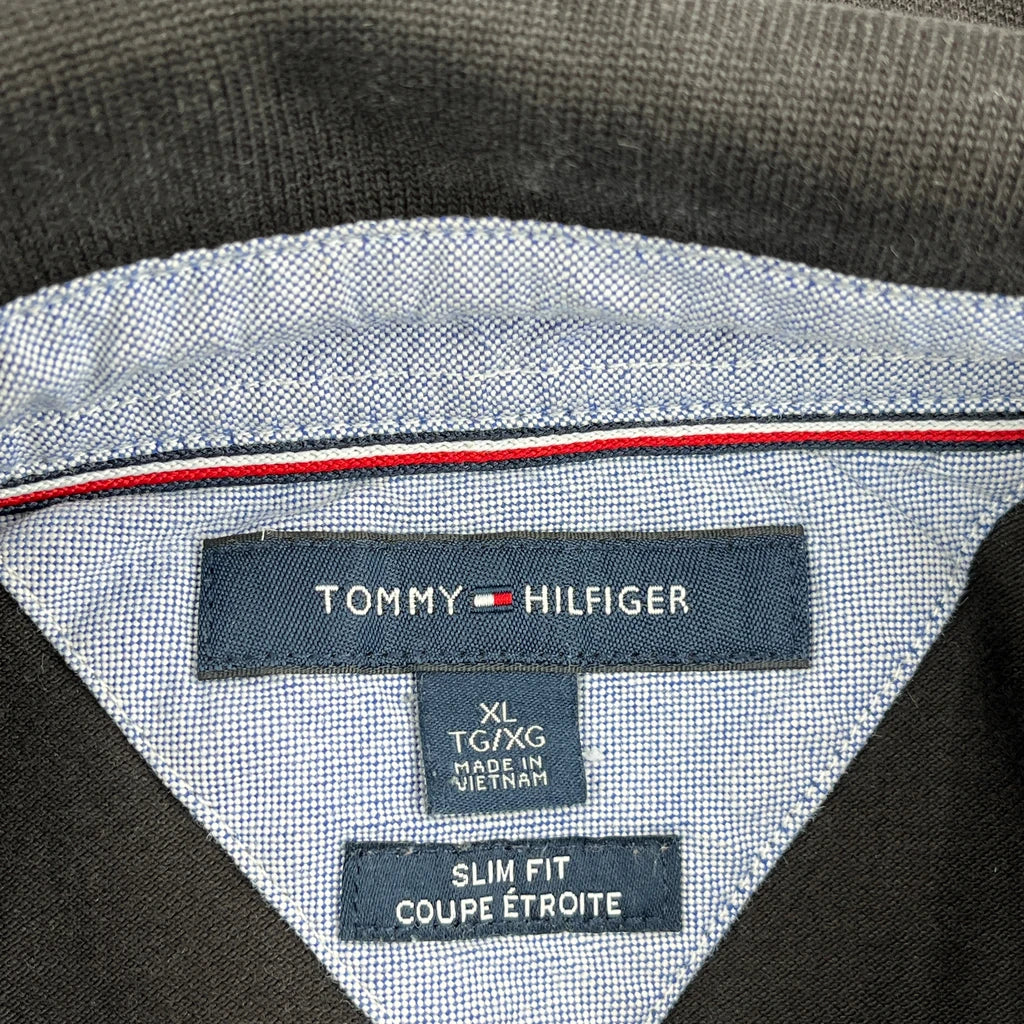 TOMMY HILFIGER
XL
TG/XG
MADE IN
VIETNAM
SLIM FIT
COUPE ÉTROITE